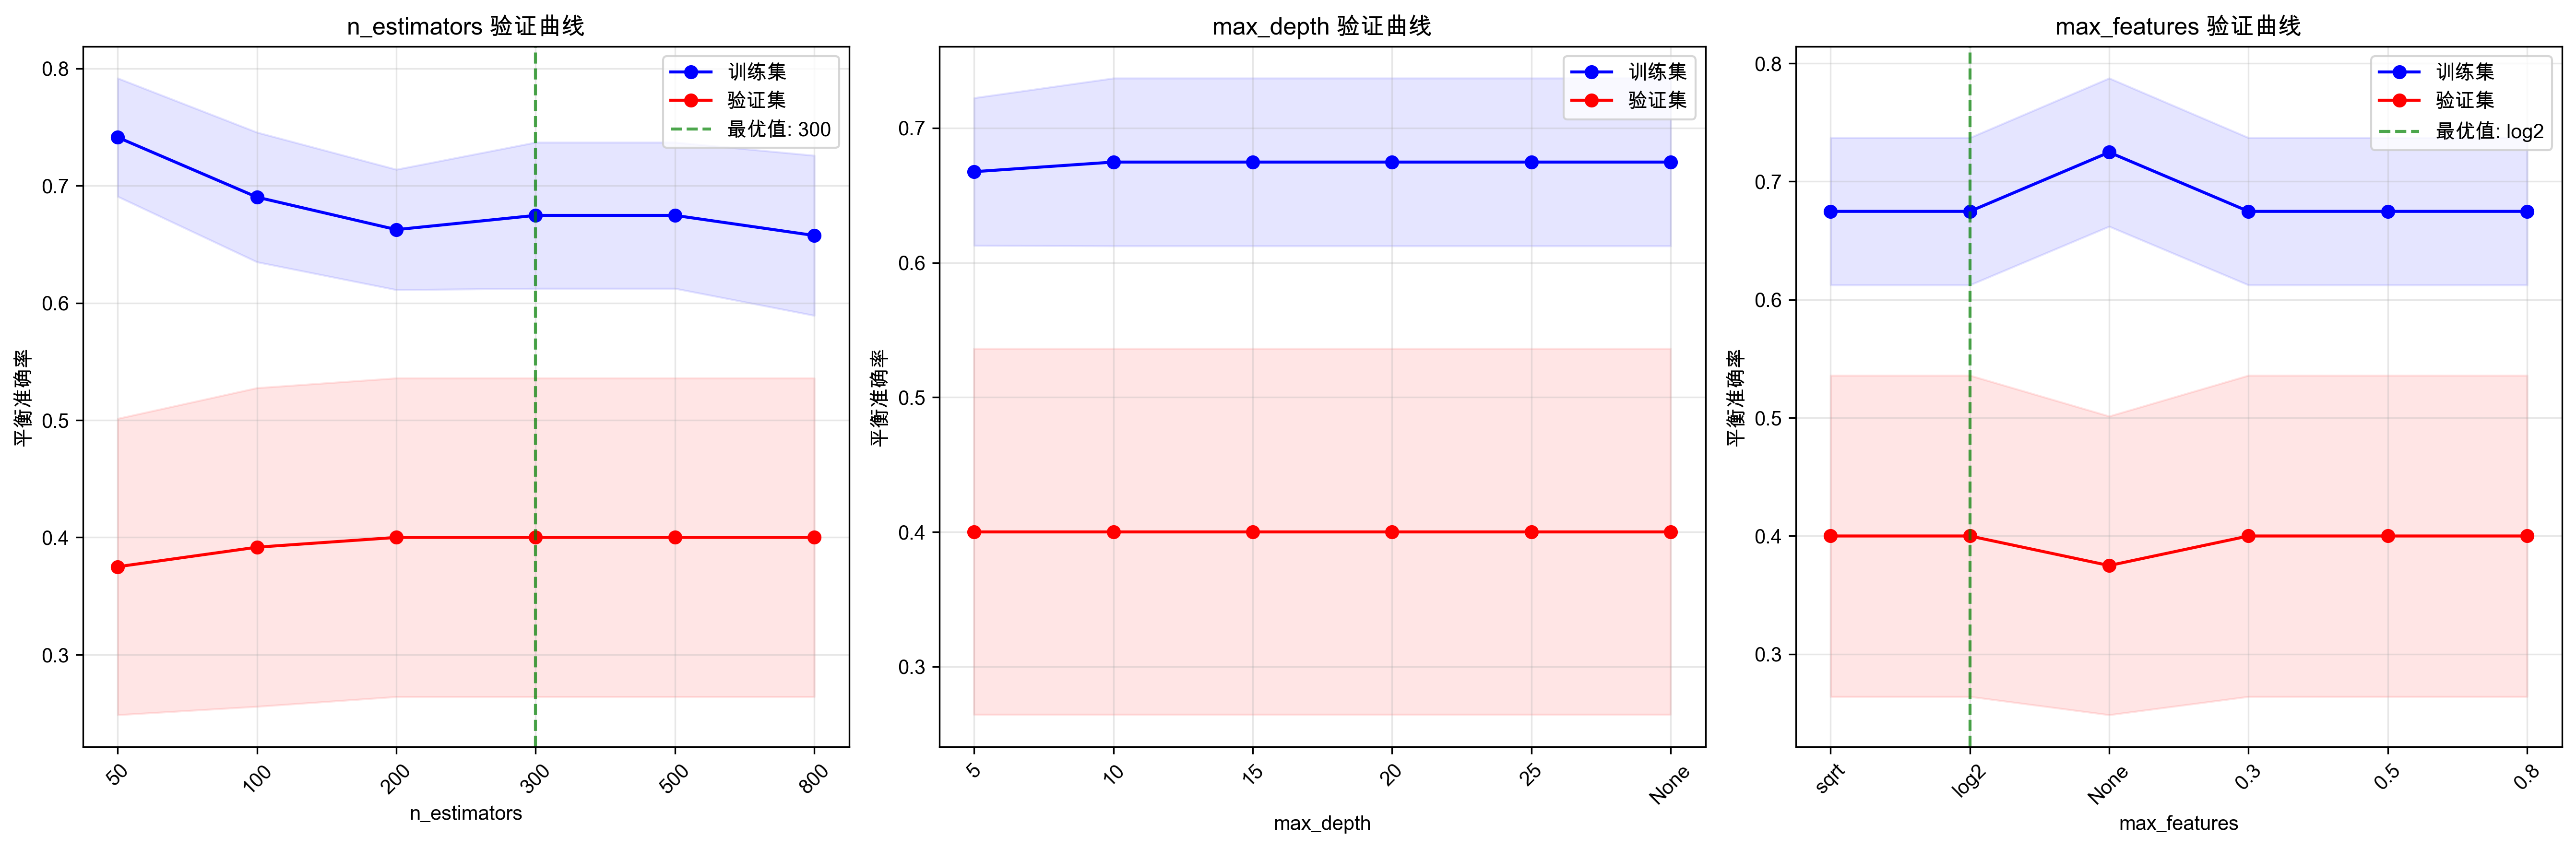 n_estimators 验证曲线
0.8
0.7
0.6
0.5
0.4
0.3
平衡准确率
50
100
200
300
500
800
n_estimators
训练集
验证集
最优值: 300
max_depth 验证曲线
0.7
0.6
0.5
0.4
0.3
平衡准确率
5
10
15
20
25
None
max_depth
训练集
验证集
max_features 验证曲线
0.8
0.7
0.6
0.5
0.4
0.3
平衡准确率
sqrt
log2
None
0.3
0.5
0.8
max_features
训练集
验证集
最优值: log2